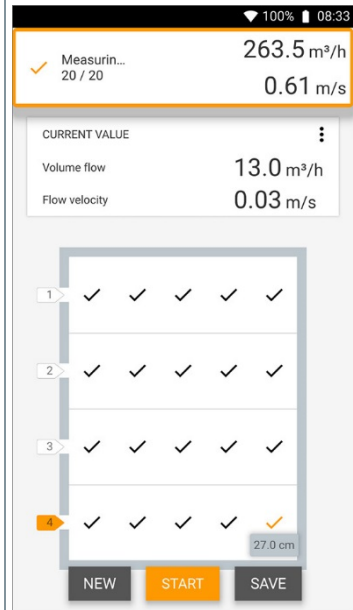 100% 08:33
Measurin... 263.5 m³/h
20 / 20 0.61 m/s
CURRENT VALUE
Volume flow 13.0 m³/h
Flow velocity 0.03 m/s
1
2
3
4
27.0 cm
NEW START SAVE